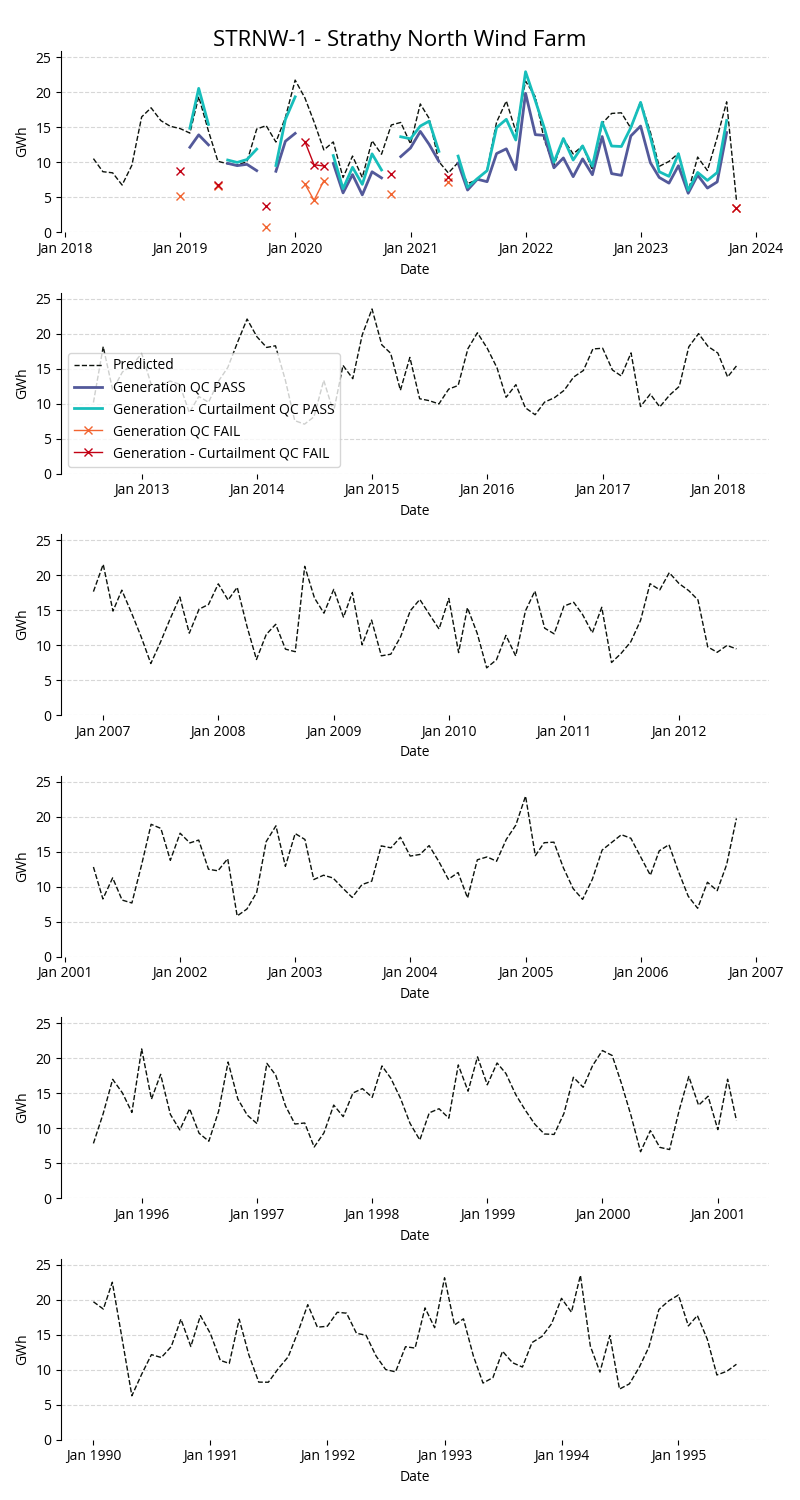 STRNW-1 - Strathy North Wind Farm
25
20
15
10
5
0
GWh
Jan 2018 Jan 2019 Jan 2020 Jan 2021 Jan 2022 Jan 2023 Jan 2024
Date
25
20
15
10
5
0
GWh
Predicted
Generation QC PASS
Generation - Curtailment QC PASS
Generation QC FAIL
Generation - Curtailment QC FAIL
Jan 2013 Jan 2014 Jan 2015 Jan 2016 Jan 2017 Jan 2018
Date
25
20
15
10
5
0
GWh
Jan 2007 Jan 2008 Jan 2009 Jan 2010 Jan 2011 Jan 2012
Date
25
20
15
10
5
0
GWh
Jan 2001 Jan 2002 Jan 2003 Jan 2004 Jan 2005 Jan 2006 Jan 2007
Date
25
20
15
10
5
0
GWh
Jan 1996 Jan 1997 Jan 1998 Jan 1999 Jan 2000 Jan 2001
Date
25
20
15
10
5
0
GWh
Jan 1990 Jan 1991 Jan 1992 Jan 1993 Jan 1994 Jan 1995
Date